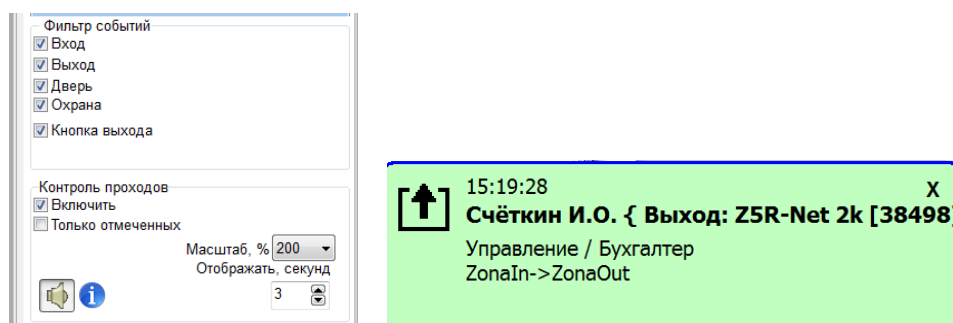 Фильтр событий
Вход
Выход
Дверь
Охрана
Кнопка выхода
Контроль проходов
Включить
Только отмеченных
Масштаб, % 200
Отображать, секунд
3
15:19:28 X
Счёткин И.О. { Выход: Z5R-Net 2k [38498]
Управление / Бухгалтер
ZonaIn->ZonaOut